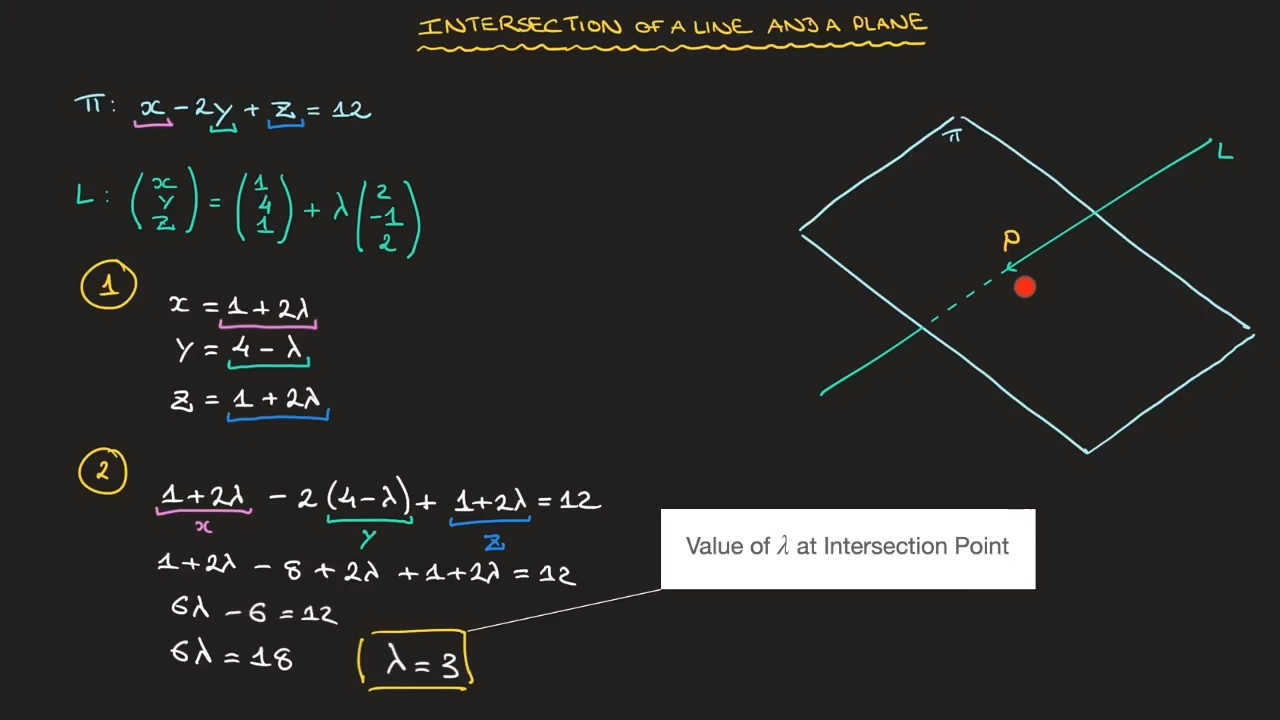 INTERSECTION OF A LINE AND A PLANE
π: x - 2y + z = 12
L: (x y z) = (1 4 1) + λ (2 -1 2)
1
x = 1 + 2λ
y = 4 - λ
z = 1 + 2λ
2
1 + 2λ - 2 (4 - λ) + 1 + 2λ = 12
x y z
1 + 2λ - 8 + 2λ + 1 + 2λ = 12
6λ - 6 = 12
6λ = 18
λ = 3
Value of λ at Intersection Point
π
L
P